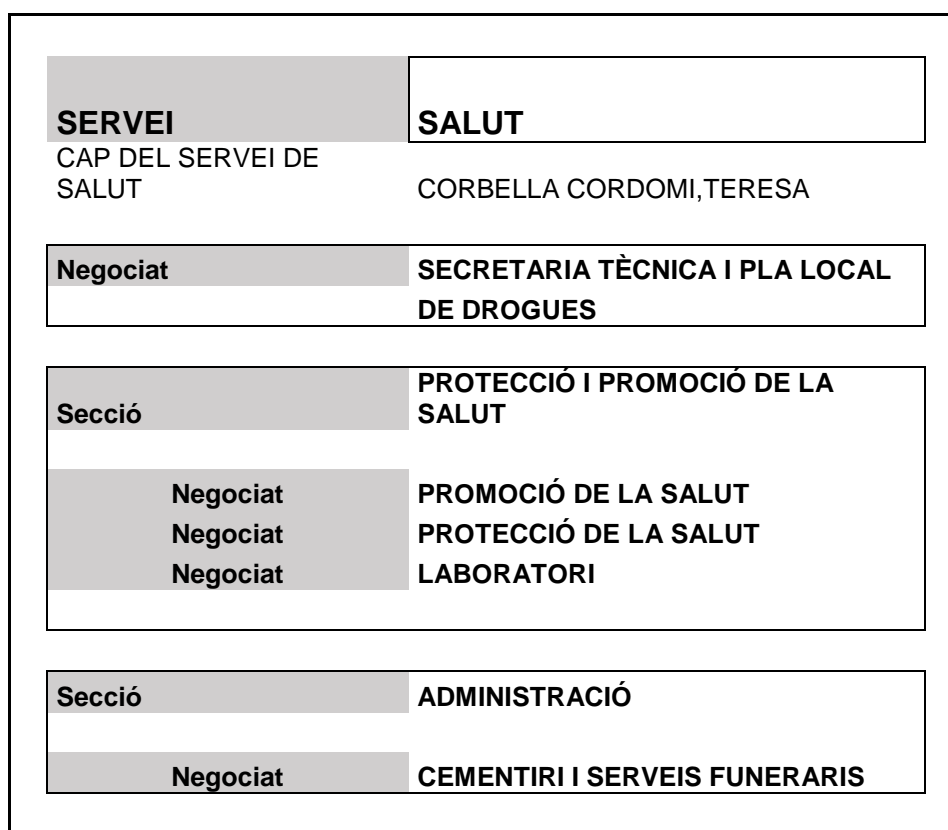 SERVEI SALUT
CAP DEL SERVEI DE
SALUT CORBELLA CORDOMI,TERESA
Negociat SECRETARIA TÈCNICA I PLA LOCAL
DE DROGUES
PROTECCIÓ I PROMOCIÓ DE LA
Secció SALUT
Negociat PROMOCIÓ DE LA SALUT
Negociat PROTECCIÓ DE LA SALUT
Negociat LABORATORI
Secció ADMINISTRACIÓ
Negociat CEMENTIRI I SERVEIS FUNERARIS